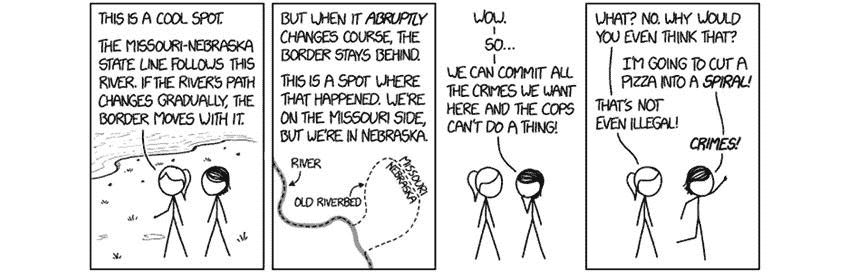 THIS IS A COOL SPOT.
THE MISSOURI-NEBRASKA
STATE LINE FOLLOWS THIS
RIVER. IF THE RIVER'S PATH
CHANGES GRADUALLY, THE
BORDER MOVES WITH IT.
BUT WHEN IT ABRUPTLY
CHANGES COURSE, THE
BORDER STAYS BEHIND.
THIS IS A SPOT WHERE
THAT HAPPENED. WE'RE
ON THE MISSOURI SIDE,
BUT WE'RE IN NEBRASKA.
RIVER
OLD RIVERBED
MISSOURI
NEBRASKA
WOW.
SO...
WE CAN COMMIT ALL
THE CRIMES WE WANT
HERE AND THE COPS
CAN'T DO A THING!
WHAT? NO. WHY WOULD
YOU EVEN THINK THAT?
I'M GOING TO CUT A
PIZZA INTO A SPIRAL!
THAT'S NOT
EVEN ILLEGAL!
CRIMES!